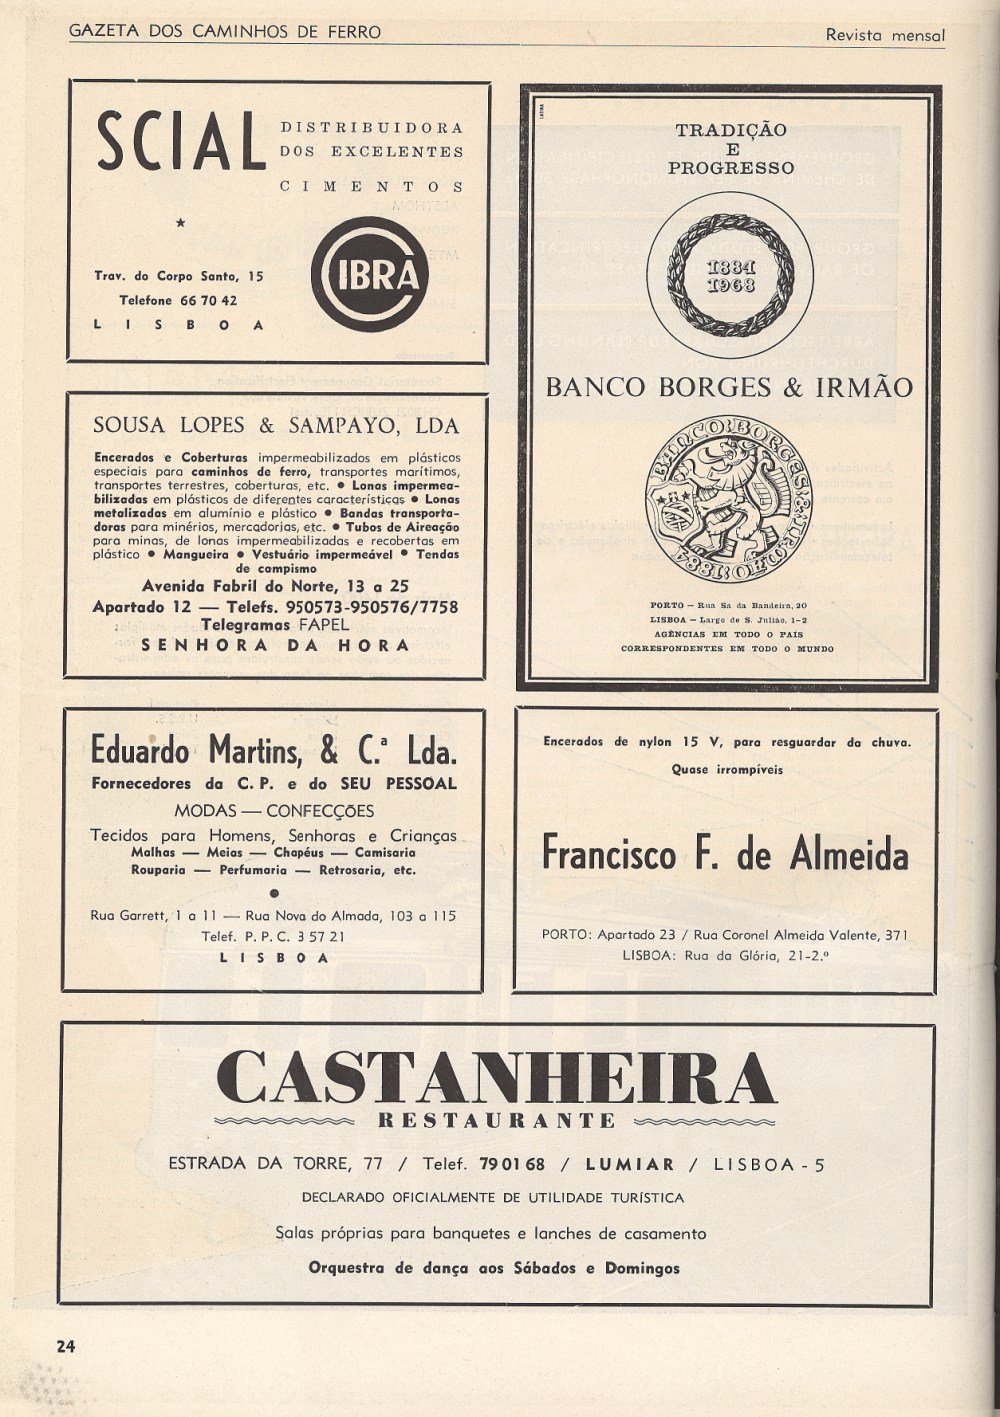 GAZETA DOS CAMINHOS DE FERRO
Revista mensal
SCIAL
DISTRIBUIDORA
DOS EXCELENTES
CIMENTOS
Trav. do Corpo Santo, 15
Telefone 66 70 42
LISBOA
CIBRA
TRADIÇÃO
E
PROGRESSO
1884
1968
BANCO BORGES & IRMÃO
BANCO:BORGES:&:IRMÃO:1884
PORTO — Rua Sá da Bandeira, 20
LISBOA — Largo de S. Julião, 1-2
AGÊNCIAS EM TODO O PAÍS
CORRESPONDENTES EM TODO O MUNDO
SOUSA LOPES & SAMPAYO, LDA
Encerados e Coberturas impermeabilizados em plásticos
especiais para caminhos de ferro, transportes marítimos,
transportes terrestres, coberturas, etc. ● Lonas impermea-
bilizadas em plásticos de diferentes características ● Lonas
metalizadas em alumínio e plástico ● Bandas transporta-
doras para minérios, mercadorias, etc. ● Tubos de Aireação
para minas, de lonas impermeabilizadas e recobertas em
plástico ● Mangueira ● Vestuário impermeável ● Tendas
de campismo
Avenida Fabril do Norte, 13 a 25
Apartado 12 — Telefs. 950573-950576/7758
Telegramas FAPEL
SENHORA DA HORA
Eduardo Martins, & C.ª Lda.
Fornecedores da C. P. e do SEU PESSOAL
MODAS — CONFECÇÕES
Tecidos para Homens, Senhoras e Crianças
Malhas — Meias — Chapéus — Camisaria
Rouparia — Perfumaria — Retrosaria, etc.
●
Rua Garrett, 1 a 11 — Rua Nova do Almada, 103 a 115
Telef. P. P. C. 3 57 21
LISBOA
Encerados de nylon 15 V, para resguardar da chuva.
Quase irrompíveis
Francisco F. de Almeida
PORTO: Apartado 23 / Rua Coronel Almeida Valente, 371
LISBOA: Rua da Glória, 21-2.º
CASTANHEIRA
RESTAURANTE
ESTRADA DA TORRE, 77 / Telef. 79 01 68 / LUMIAR / LISBOA - 5
DECLARADO OFICIALMENTE DE UTILIDADE TURÍSTICA
Salas próprias para banquetes e lanches de casamento
Orquestra de dança aos Sábados e Domingos
24